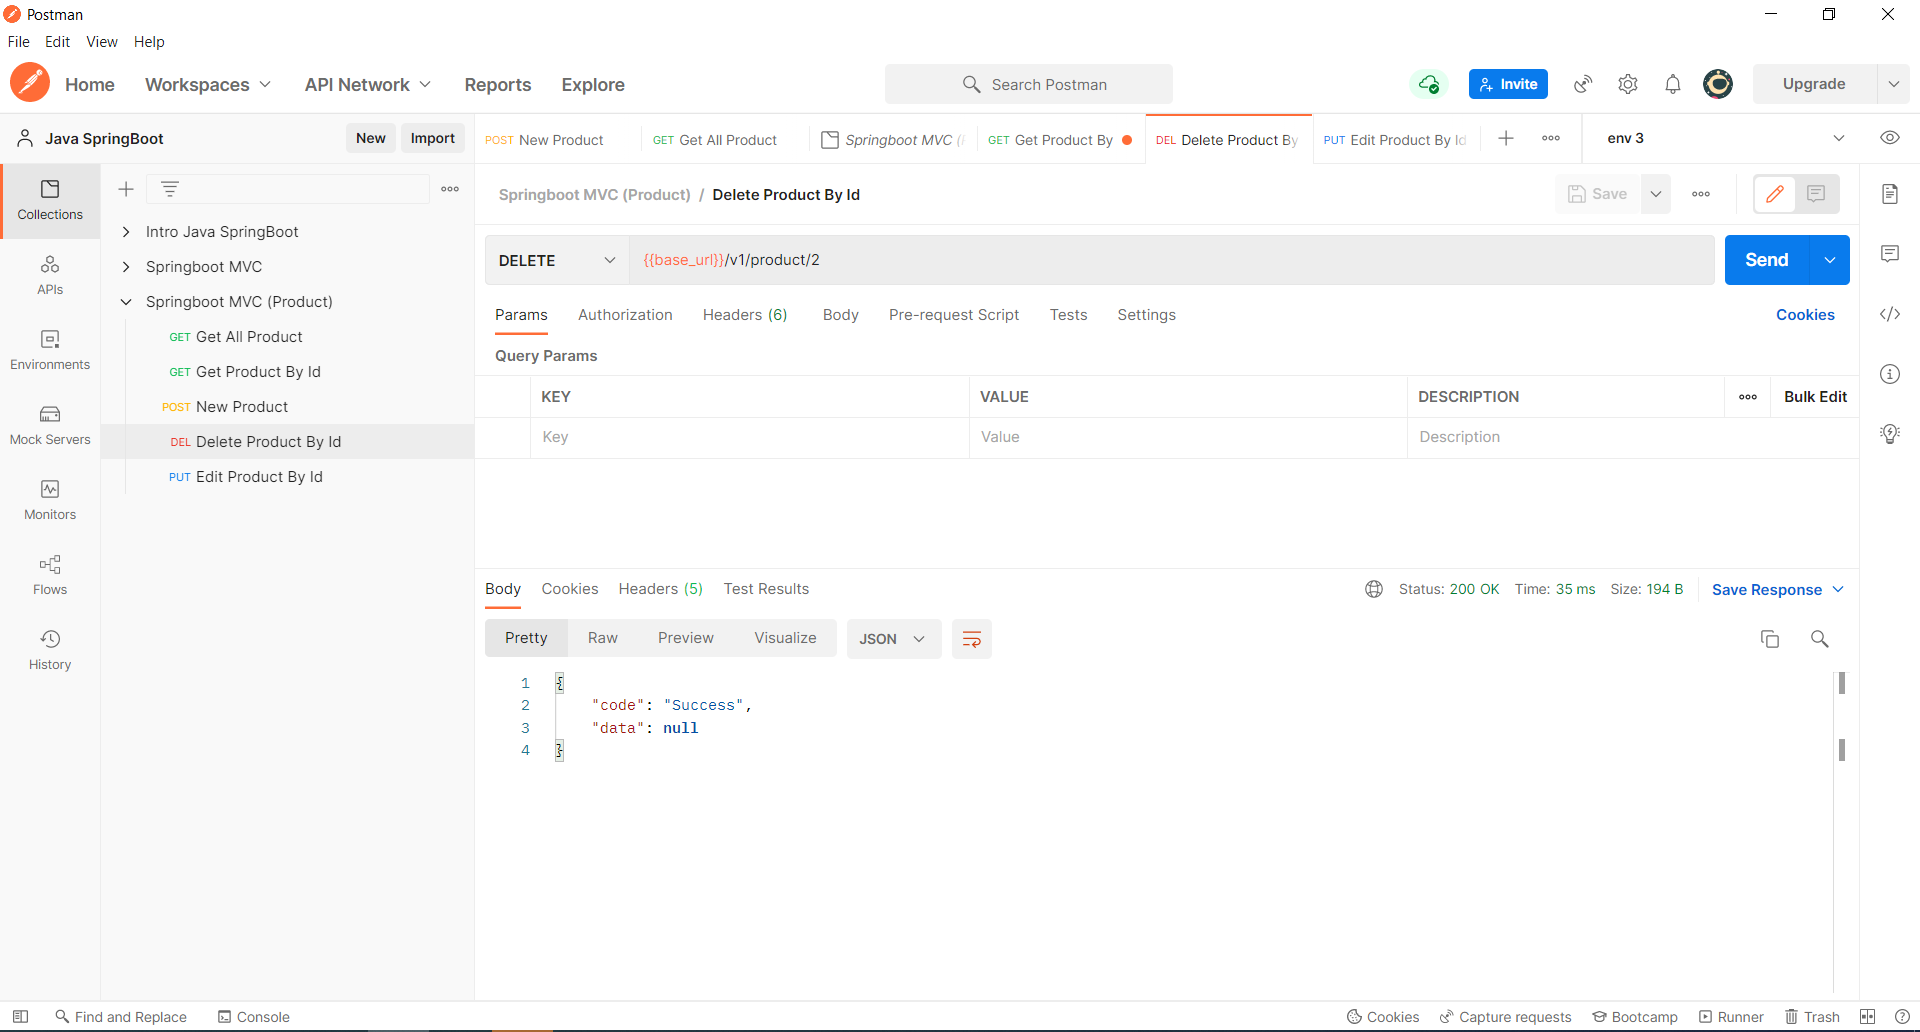 Postman
File Edit View Help
Home Workspaces API Network Reports Explore Search Postman Invite Upgrade
Java SpringBoot New Import
POST New Product GET Get All Product Springboot MVC ( GET Get Product By DEL Delete Product By PUT Edit Product By Id env 3
Collections
APIs
Environments
Mock Servers
Monitors
Flows
History
Intro Java SpringBoot
Springboot MVC
Springboot MVC (Product)
GET Get All Product
GET Get Product By Id
POST New Product
DEL Delete Product By Id
PUT Edit Product By Id
Springboot MVC (Product) / Delete Product By Id Save
DELETE {{base_url}}/v1/product/2 Send
Params Authorization Headers (6) Body Pre-request Script Tests Settings Cookies
Query Params
KEY VALUE DESCRIPTION Bulk Edit
Key Value Description
Body Cookies Headers (5) Test Results Status: 200 OK Time: 35 ms Size: 194 B Save Response
Pretty Raw Preview Visualize JSON
1 {
2 "code": "Success",
3 "data": null
4 }
Find and Replace Console Cookies Capture requests Bootcamp Runner Trash